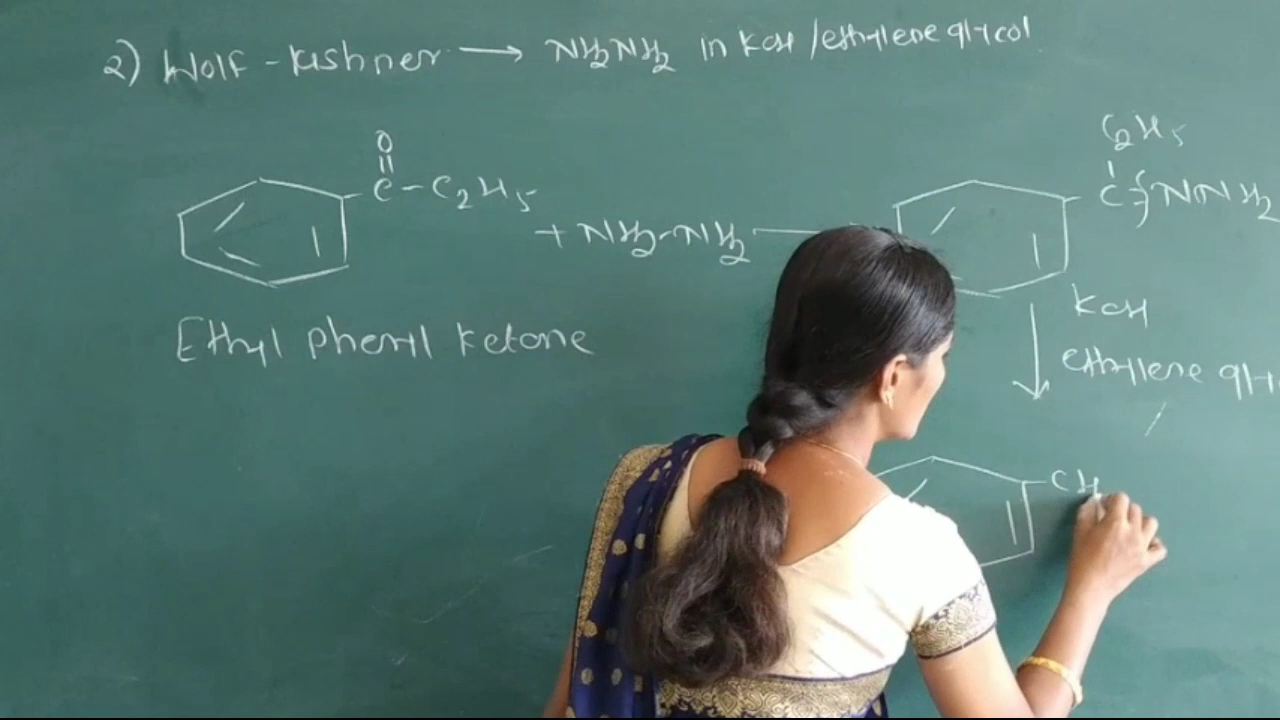 2) Wolf - Kishner → NH2NH2 in KOH /ethylene glycol
O
||
C - C2H5
+ NH2-NH2
C2H5
C = NNH2
KOH
ethylene gly
Ethyl phenyl ketone
CH